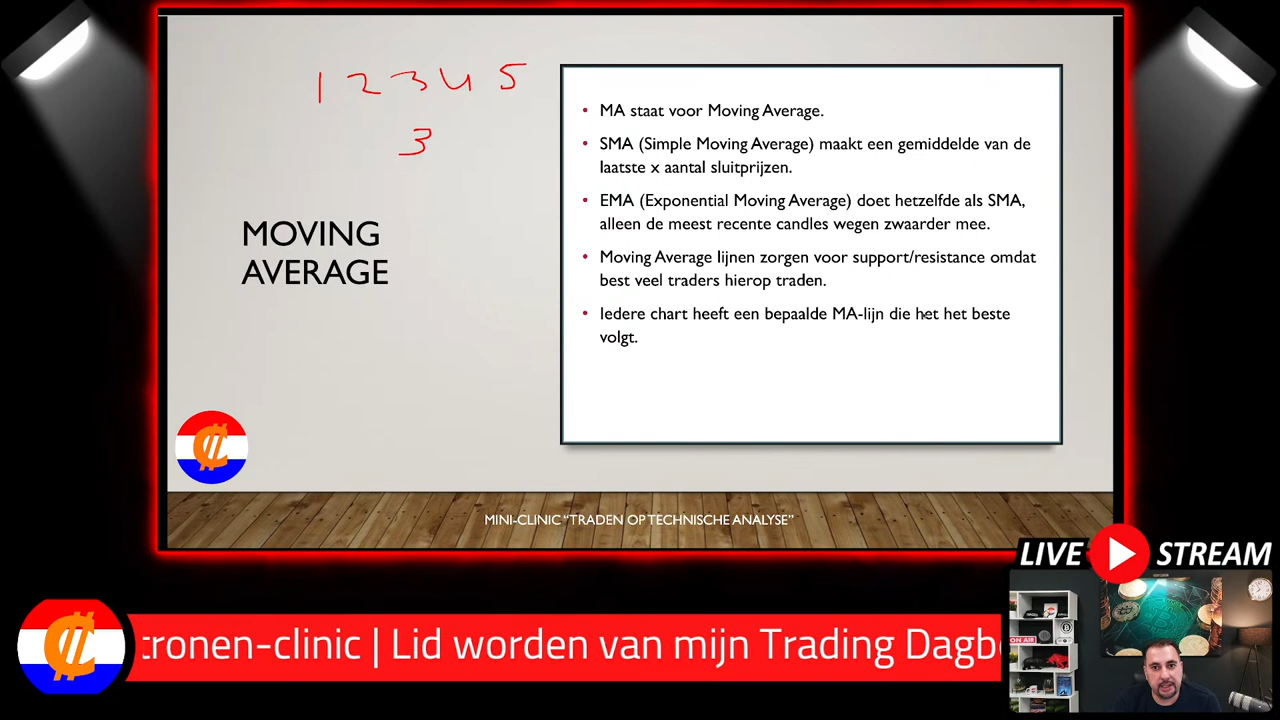 1 2 3 4 5
3
MOVING
AVERAGE
• MA staat voor Moving Average.
• SMA (Simple Moving Average) maakt een gemiddelde van de
laatste x aantal sluitprijzen.
• EMA (Exponential Moving Average) doet hetzelfde als SMA,
alleen de meest recente candles wegen zwaarder mee.
• Moving Average lijnen zorgen voor support/resistance omdat
best veel traders hierop traden.
• Iedere chart heeft een bepaalde MA-lijn die het het beste
volgt.
MINI-CLINIC “TRADEN OP TECHNISCHE ANALYSE”
LIVE STREAM
ON AIR
tronen-clinic | Lid worden van mijn Trading Dagb